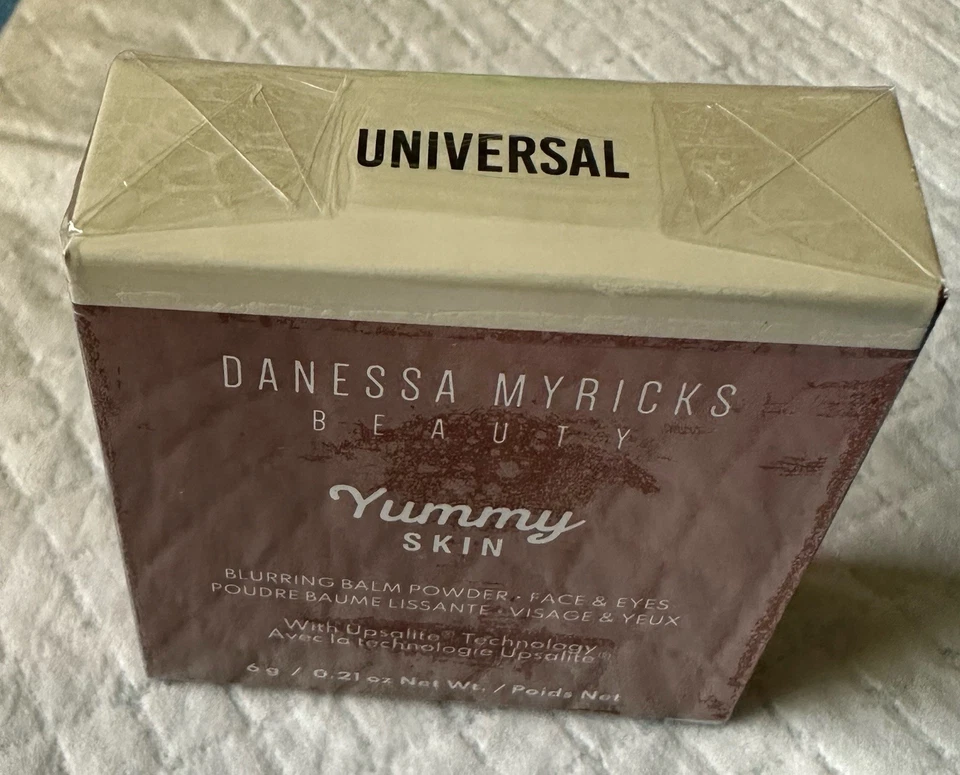 UNIVERSAL
DANESSA MYRICKS
BEAUTY
Yummy
SKIN
BLURRING BALM POWDER . FACE & EYES
POUDRE BAUME LISSANTE . VISAGE & YEUX
With Upsalite® Technology
Avec la technologie Upsalite®
6 g / 0.21 oz Net Wt. / Poids Net